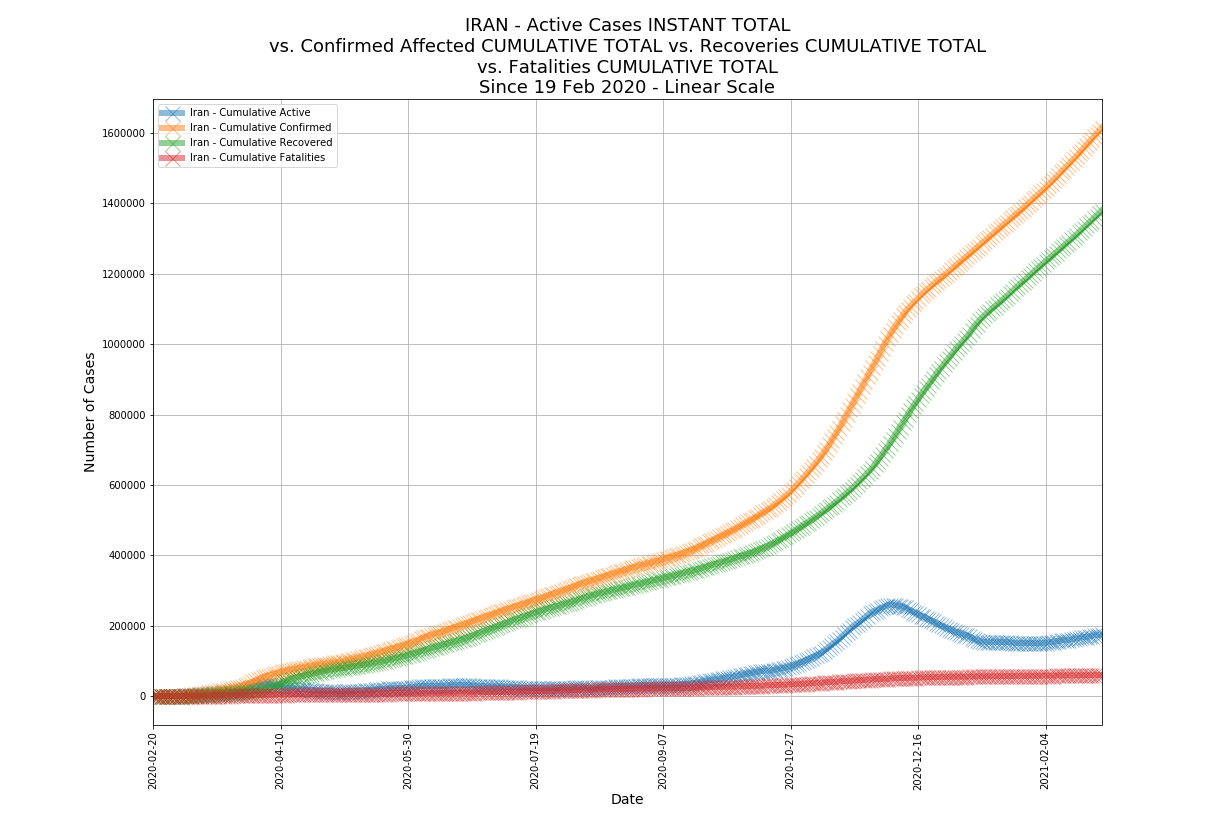 IRAN - Active Cases INSTANT TOTAL
vs. Confirmed Affected CUMULATIVE TOTAL vs. Recoveries CUMULATIVE TOTAL
vs. Fatalities CUMULATIVE TOTAL
Since 19 Feb 2020 - Linear Scale
Iran - Cumulative Active
Iran - Cumulative Confirmed
Iran - Cumulative Recovered
Iran - Cumulative Fatalities
Number of Cases
1600000
1400000
1200000
1000000
800000
600000
400000
200000
0
2020-02-20
2020-04-10
2020-05-30
2020-07-19
2020-09-07
2020-10-27
2020-12-16
2021-02-04
Date